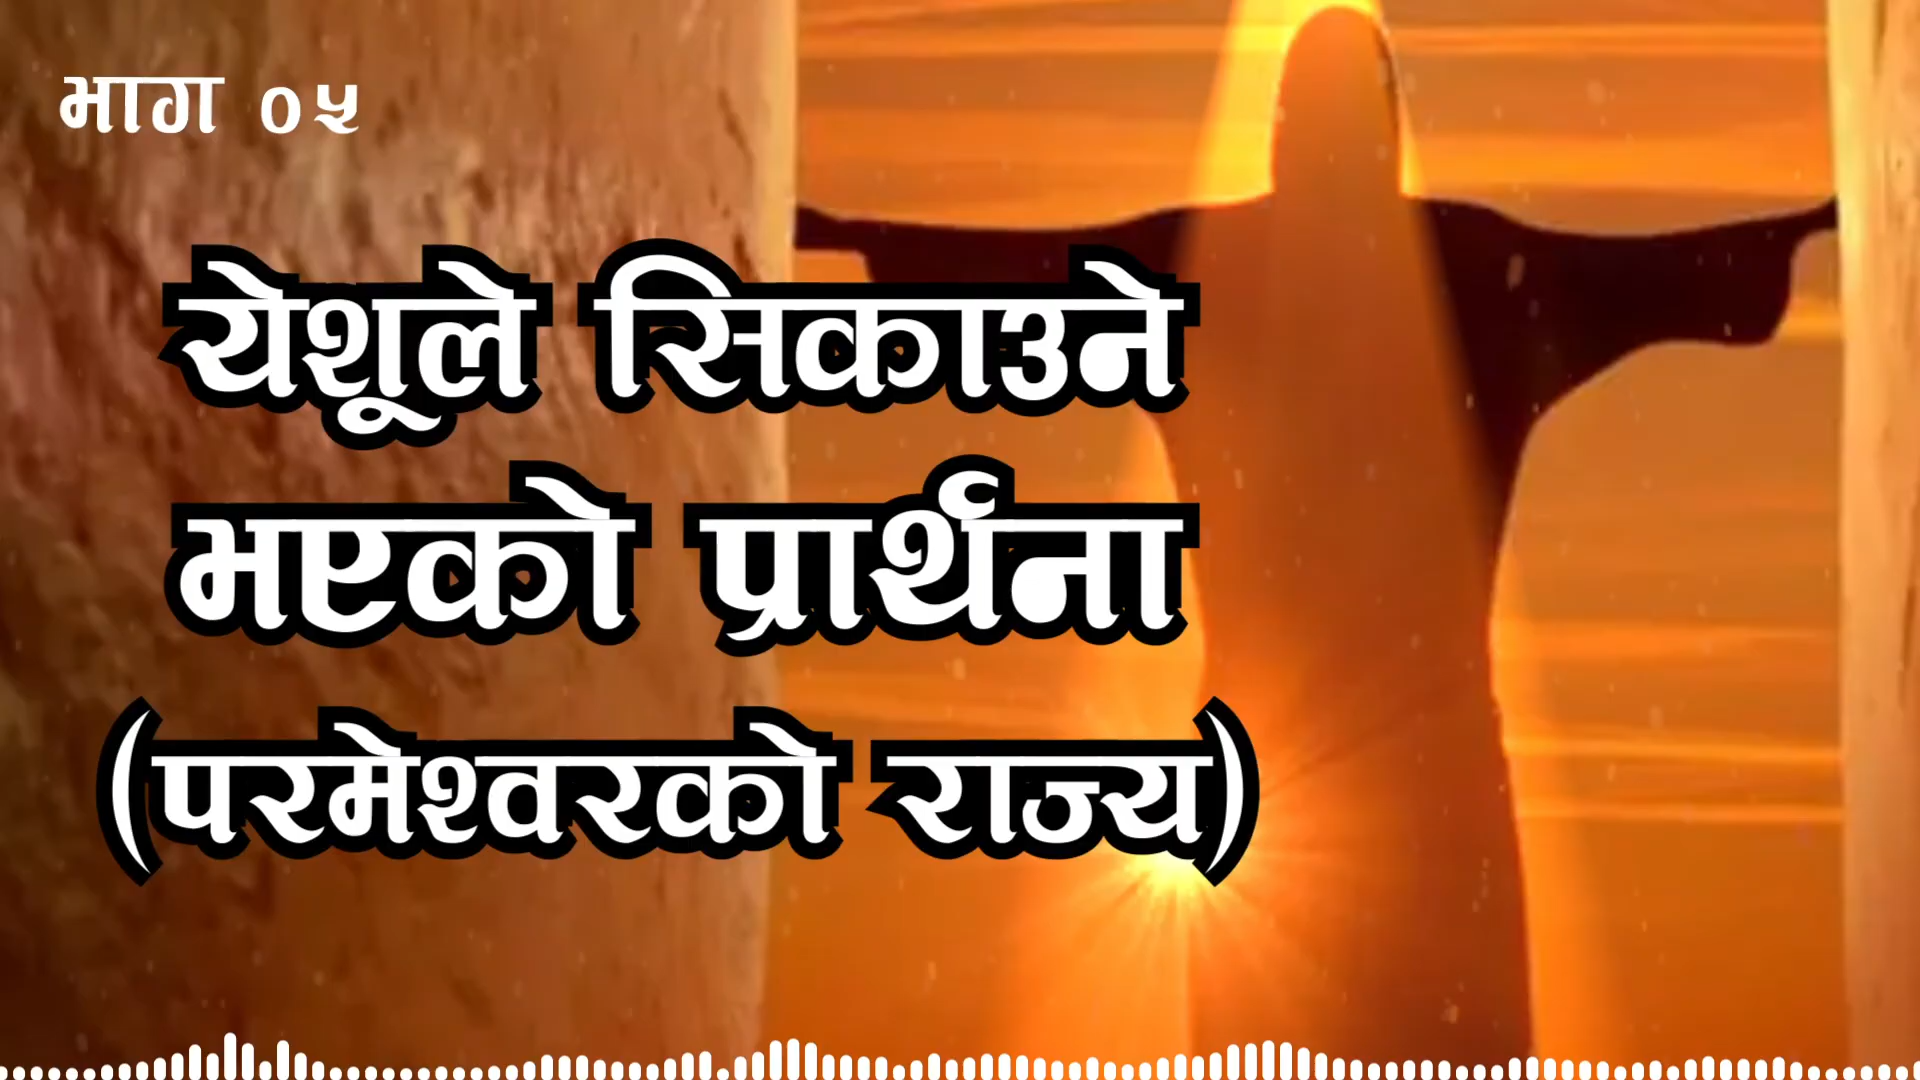 भाग ०५
येशूले सिकाउने
भएको प्रार्थना
(परमेश्वरको राज्य)